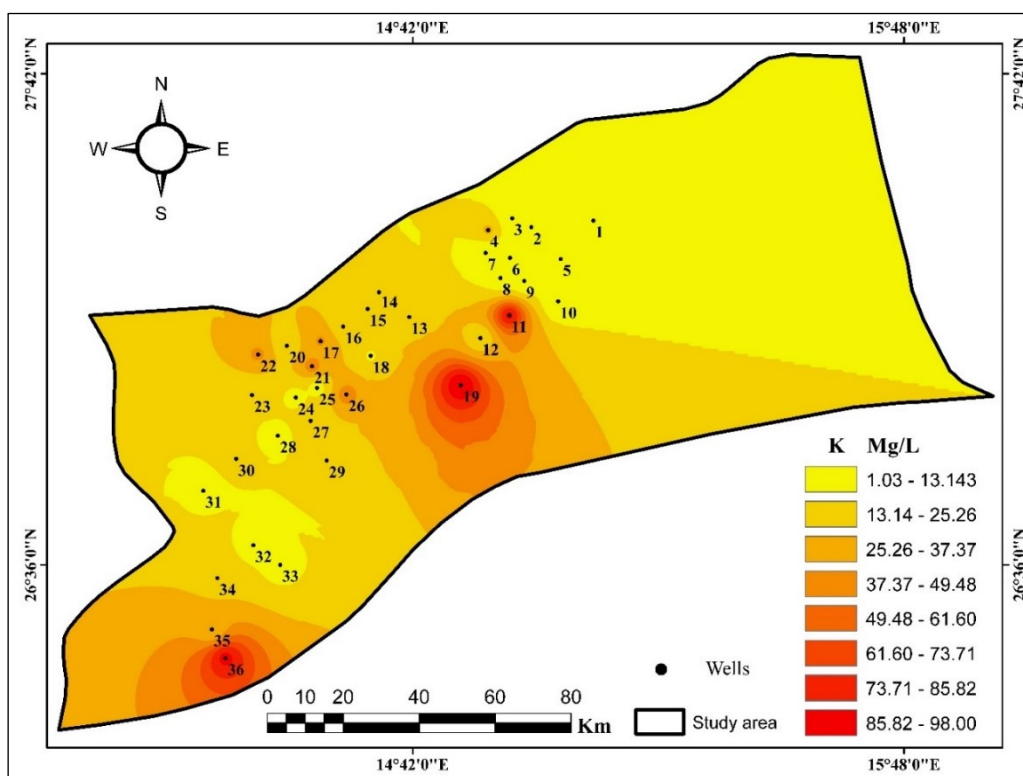 14°42'0"E 15°48'0"E
27°42'0"N 27°42'0"N
N
W E
S
3
4 2 1
7 6 5
8 9
14 10
15 13 11
16
17 12
20 18
22 21
25 19
23 24 26
27
28
30 29
31
32
33
34
35
36
K Mg/L
1.03 - 13.143
13.14 - 25.26
25.26 - 37.37
37.37 - 49.48
49.48 - 61.60
61.60 - 73.71
73.71 - 85.82
85.82 - 98.00
26°36'0"N 26°36'0"N
Wells
Study area
0 10 20 40 60 80
Km
14°42'0"E 15°48'0"E